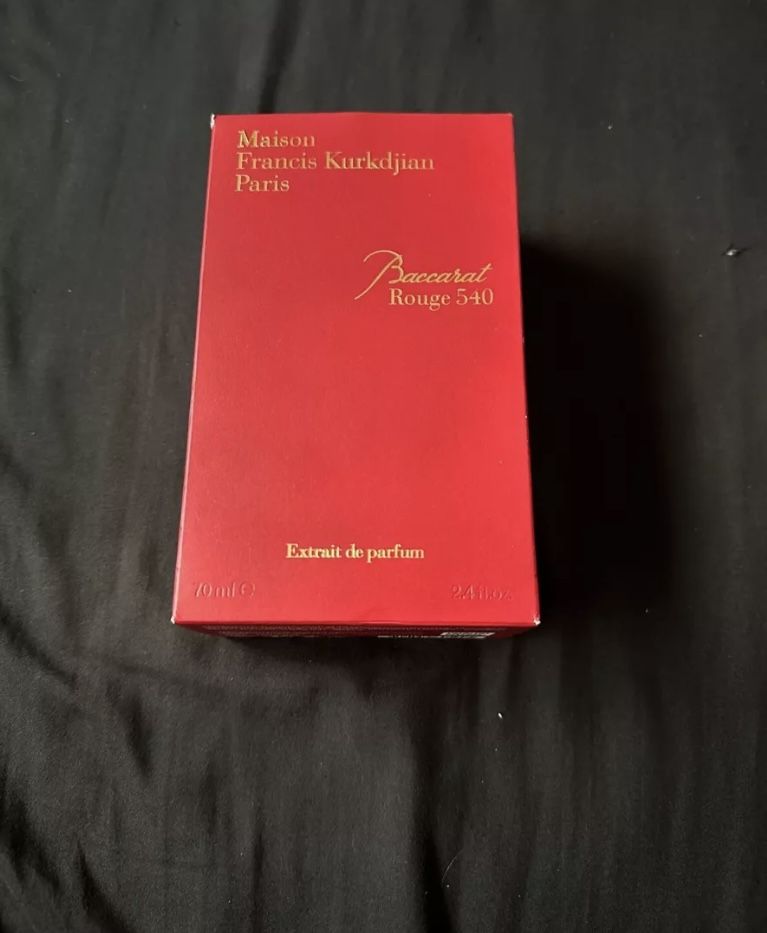 Maison
Francis Kurkdjian
Paris
Baccarat
Rouge 540
Extrait de parfum
70 ml ℮ 2.4 fl.oz.